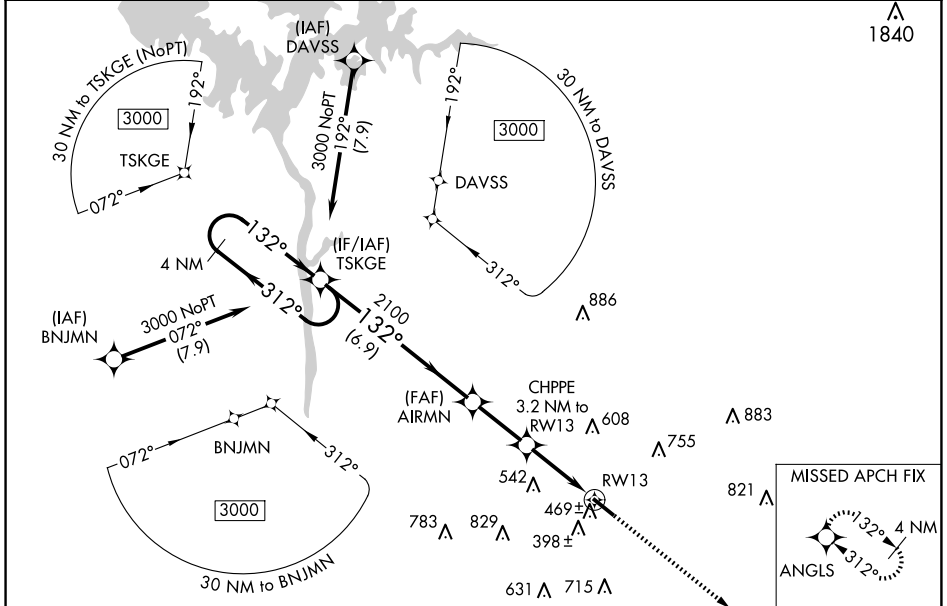 1840
(IAF)
DAVSS
3000 NoPT
192°
(7.9)
30 NM to TSKGE (NoPT)
3000
192°
TSKGE
072°
30 NM to DAVSS
192°
3000
DAVSS
312°
132°
4 NM
312°
(IF/IAF)
TSKGE
2100
132°
(6.9)
886
(IAF)
BNJMN
3000 NoPT
072°
(7.9)
(FAF)
AIRMN
CHPPE
3.2 NM to
RW13
608
883
755
072°
BNJMN
312°
3000
30 NM to BNJMN
542
RW13
469±
821
783
829
398±
631
715
MISSED APCH FIX
132°
4 NM
312°
ANGLS